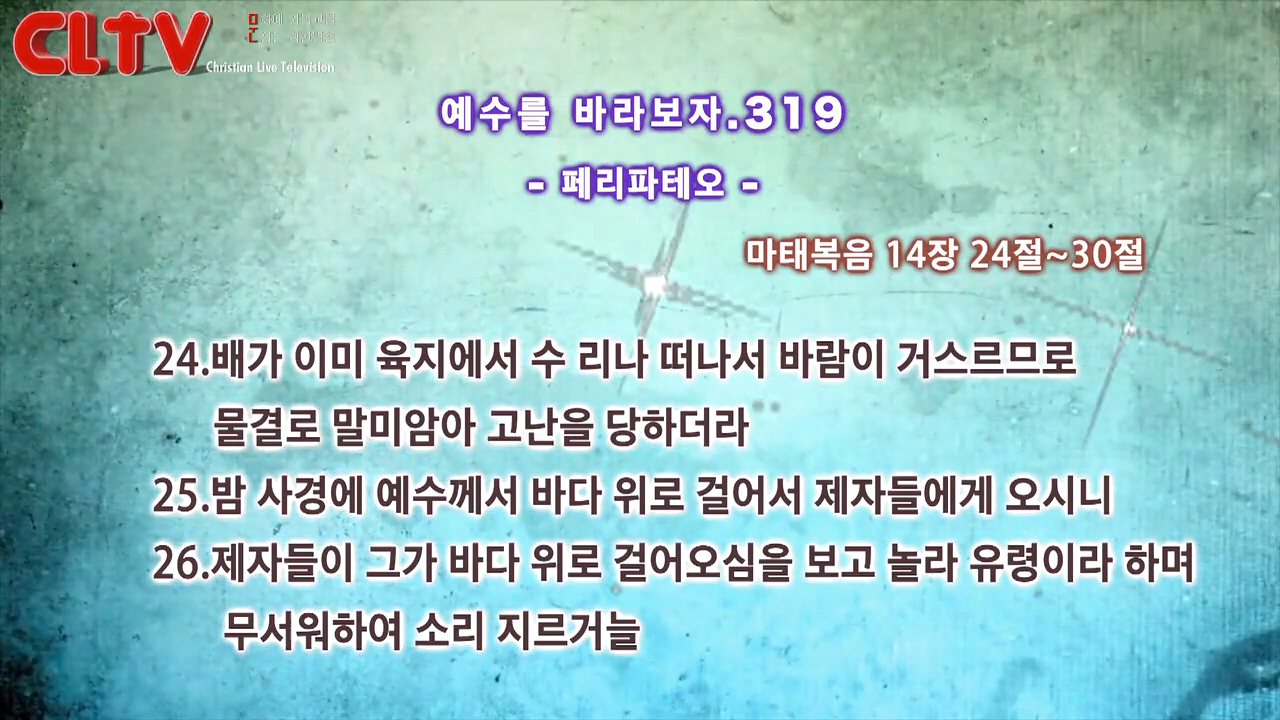 CLTV
Christian Live Television
예수를 바라보자.319
- 페리파테오 -
마태복음 14장 24절~30절
24.배가 이미 육지에서 수 리나 떠나서 바람이 거스르므로
물결로 말미암아 고난을 당하더라
25.밤 사경에 예수께서 바다 위로 걸어서 제자들에게 오시니
26.제자들이 그가 바다 위로 걸어오심을 보고 놀라 유령이라 하며
무서워하여 소리 지르거늘